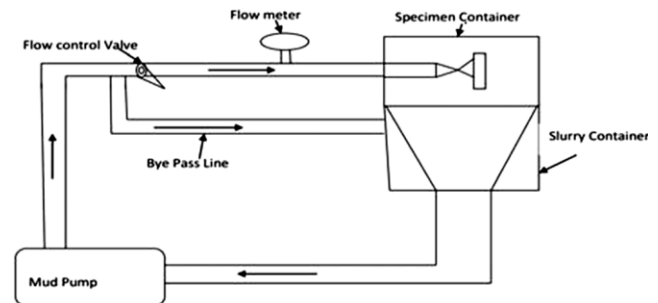 Flow meter
Specimen Container
Flow control Valve
Slurry Container
Bye Pass Line
Mud Pump